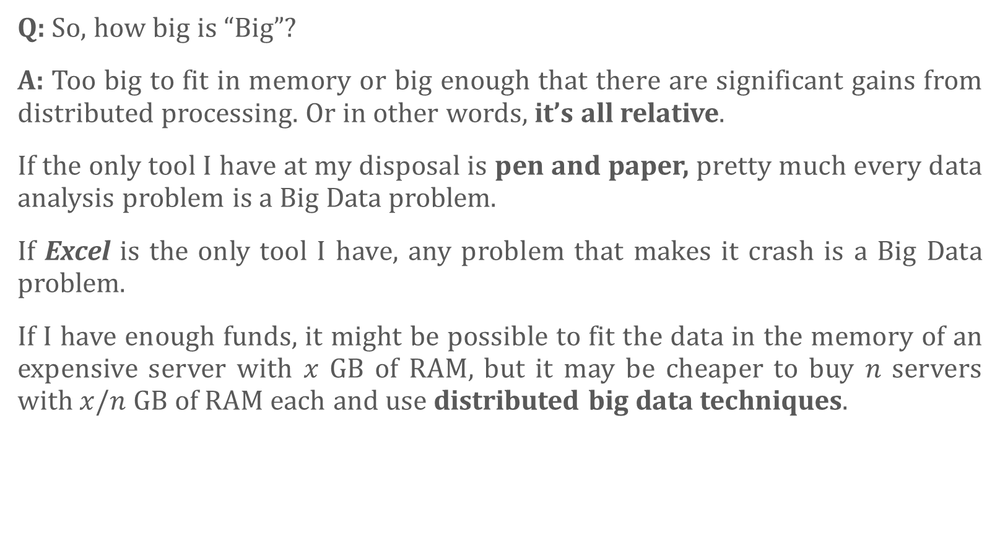 Q: So, how big is “Big”?
A: Too big to fit in memory or big enough that there are significant gains from
distributed processing. Or in other words, it’s all relative.
If the only tool I have at my disposal is pen and paper, pretty much every data
analysis problem is a Big Data problem.
If Excel is the only tool I have, any problem that makes it crash is a Big Data
problem.
If I have enough funds, it might be possible to fit the data in the memory of an
expensive server with x GB of RAM, but it may be cheaper to buy n servers
with x/n GB of RAM each and use distributed big data techniques.